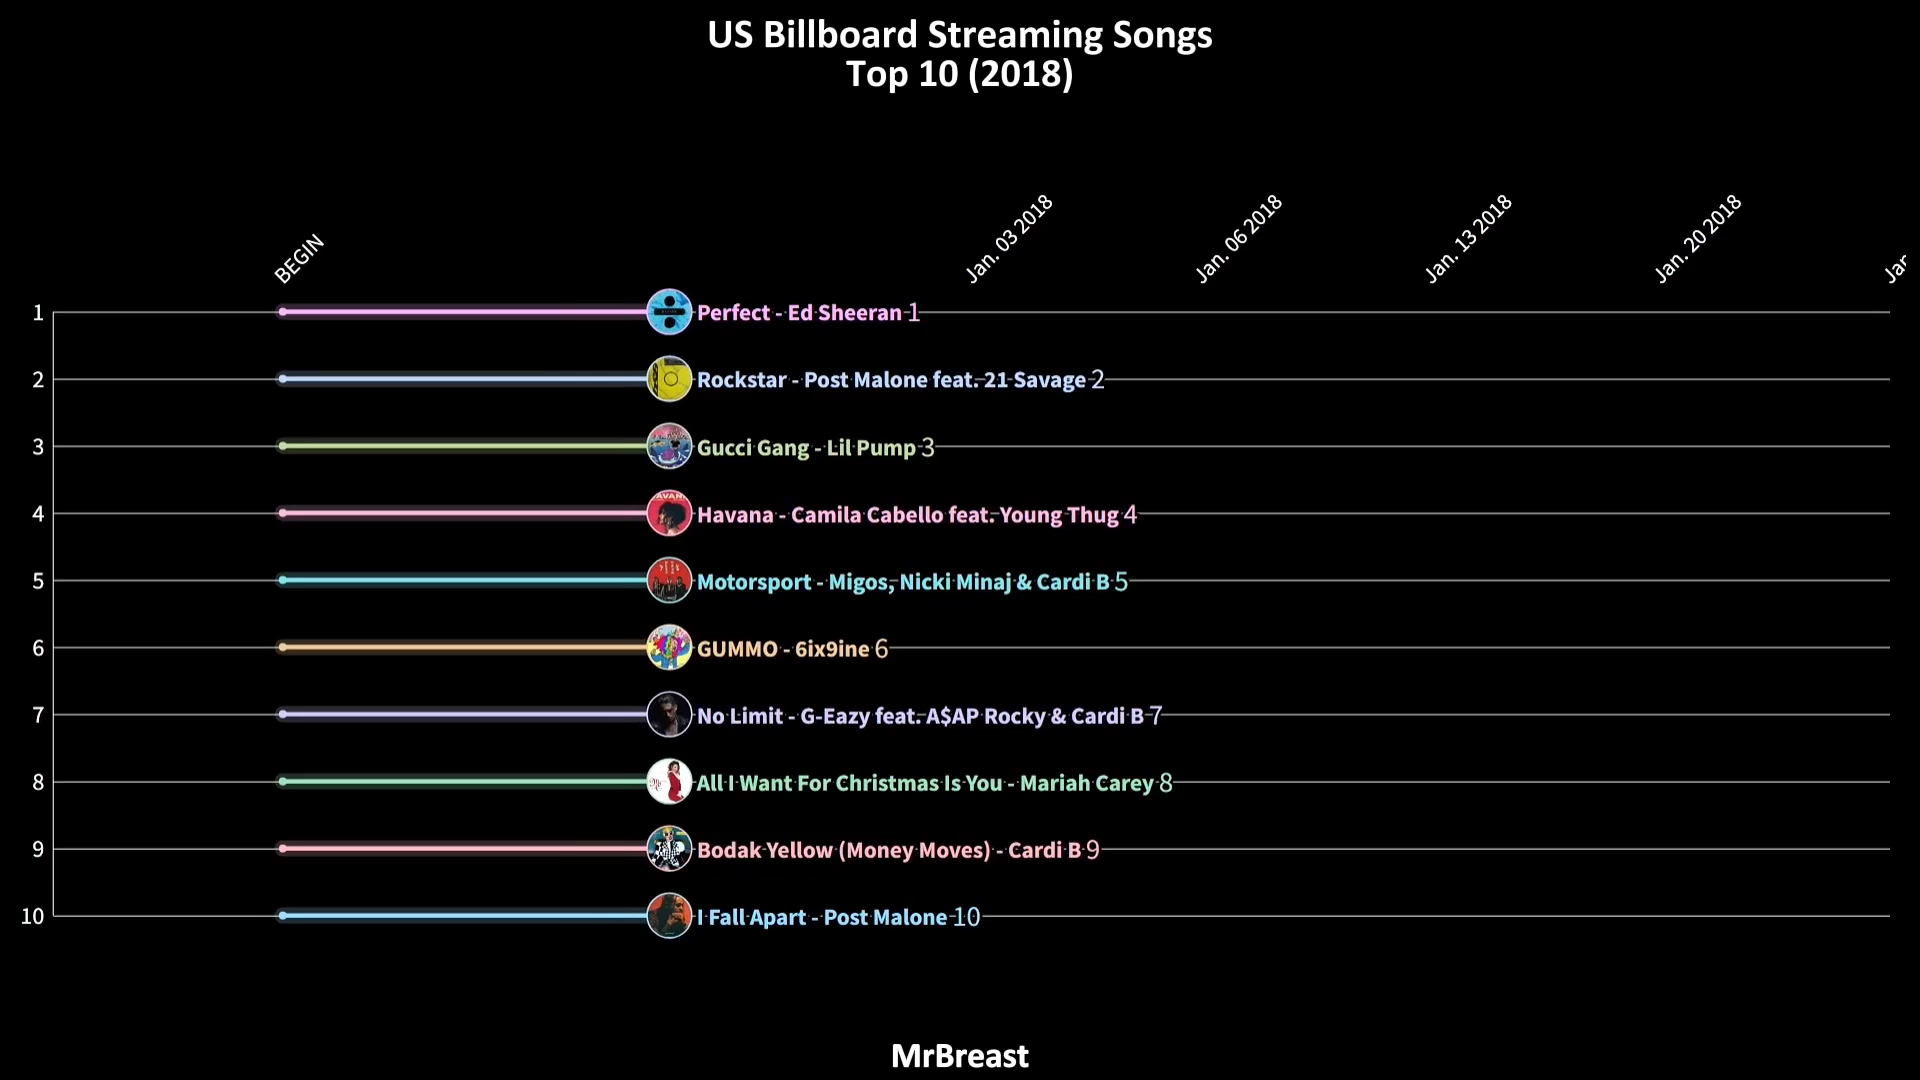 US Billboard Streaming Songs
Top 10 (2018)
BEGIN
Jan. 03 2018
Jan. 06 2018
Jan. 13 2018
Jan. 20 2018
1 Perfect - Ed Sheeran 1
2 Rockstar - Post Malone feat. 21 Savage 2
3 Gucci Gang - Lil Pump 3
4 Havana - Camila Cabello feat. Young Thug 4
5 Motorsport - Migos, Nicki Minaj & Cardi B 5
6 GUMMO - 6ix9ine 6
7 No Limit - G-Eazy feat. A$AP Rocky & Cardi B 7
8 All I Want For Christmas Is You - Mariah Carey 8
9 Bodak Yellow (Money Moves) - Cardi B 9
10 I Fall Apart - Post Malone 10
MrBreast